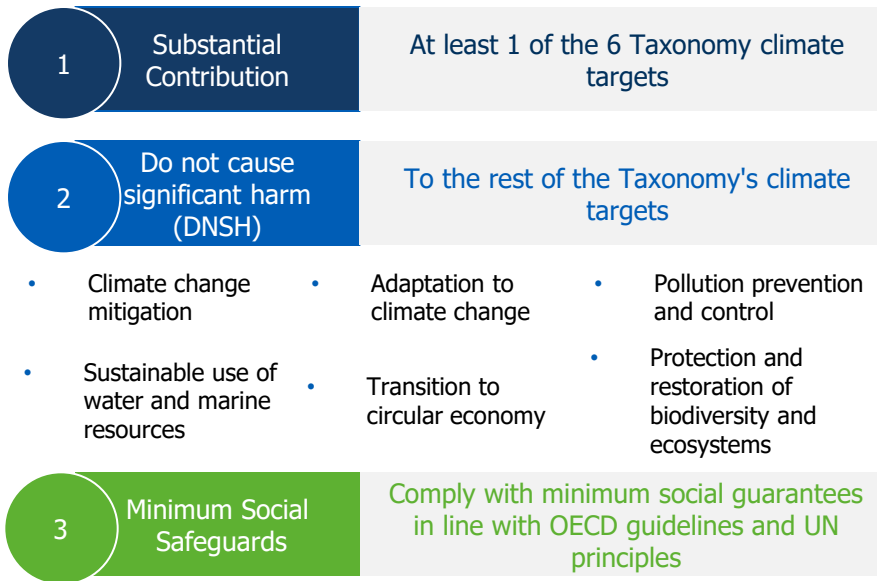 1
Substantial
Contribution
At least 1 of the 6 Taxonomy climate
targets
2
Do not cause
significant harm
(DNSH)
To the rest of the Taxonomy's climate
targets
• Climate change
mitigation
• Adaptation to
climate change
• Pollution prevention
and control
• Sustainable use of
water and marine
resources
• Transition to
circular economy
• Protection and
restoration of
biodiversity and
ecosystems
3
Minimum Social
Safeguards
Comply with minimum social guarantees
in line with OECD guidelines and UN
principles